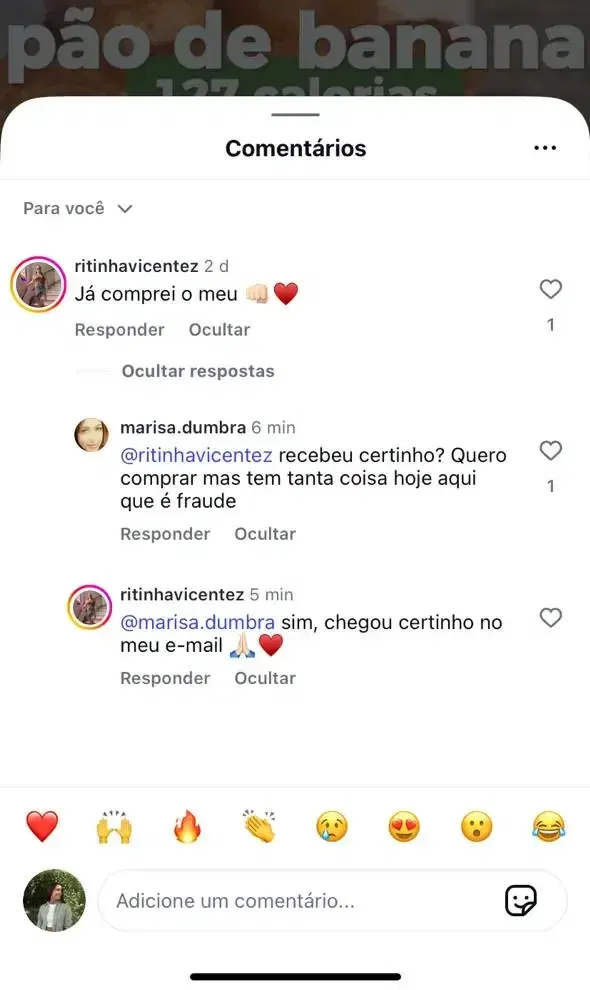 pão de banana
127 calorias
Comentários
Para você
ritinhavicentez 2 d
Já comprei o meu 👊🏻♥️
1
Responder Ocultar
Ocultar respostas
marisa.dumbra 6 min
@ritinhavicentez recebeu certinho? Quero
comprar mas tem tanta coisa hoje aqui
que é fraude
1
Responder Ocultar
ritinhavicentez 5 min
@marisa.dumbra sim, chegou certinho no
meu e-mail 🙏🏻♥️
Responder Ocultar
❤️ 🙌 🔥 👏 😢 😍 😮 😂
Adicione um comentário...